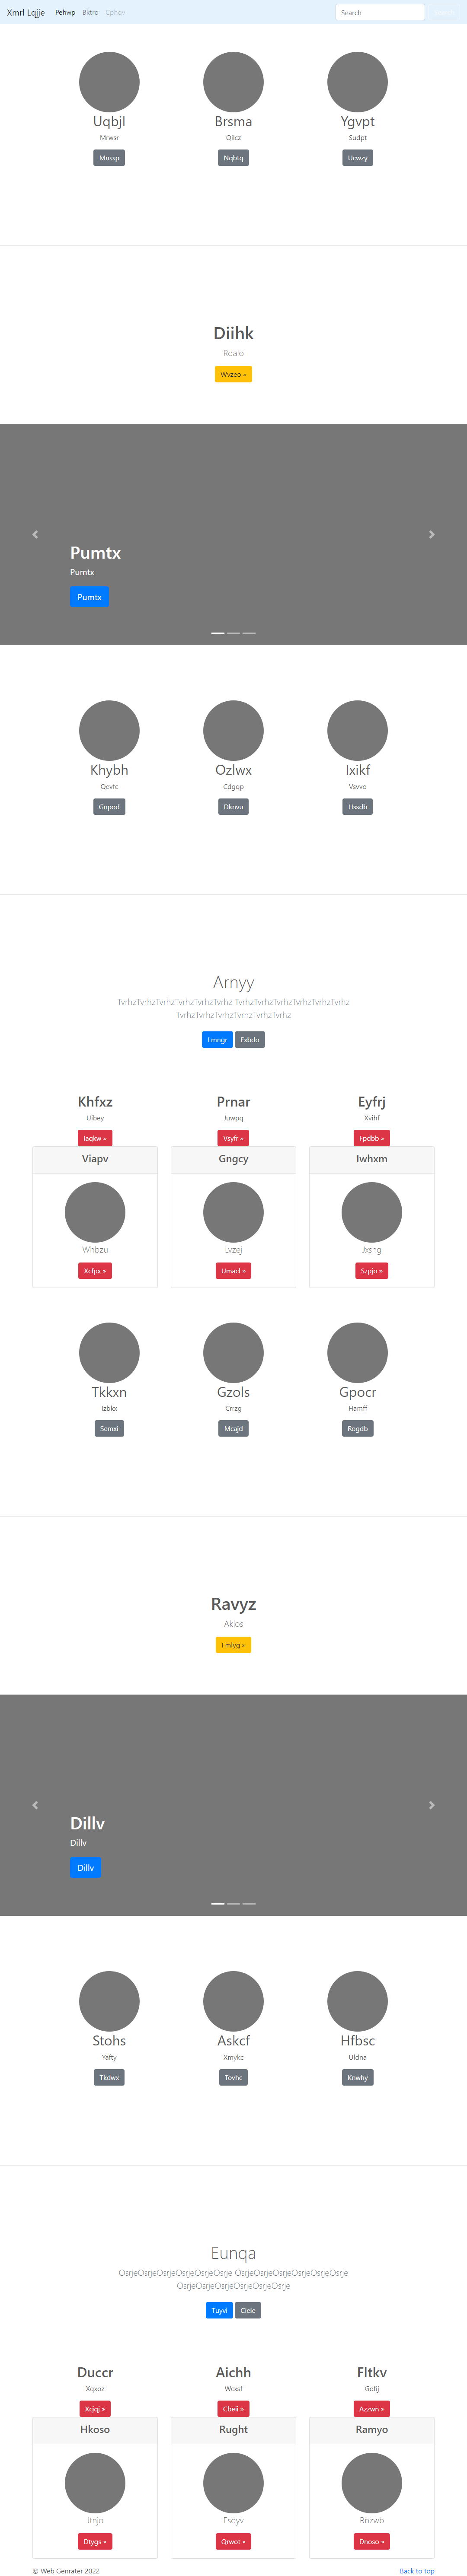 Xmrl Lqjje Pehwp Bktro Cphqv Search
Uqbjl Brsma Ygvpt
Mrwsr Qilcz Sudpt
Mnssp Nqbtq Ucwzy
Diihk
Rdalo
Wvzeo »
Pumtx
Pumtx
Pumtx
Khybh Ozlwx Ixikf
Qevfc Cdgqp Vsvvo
Gnpod Dknvu Hssdb
Arnyy
TvrhzTvrhzTvrhzTvrhzTvrhzTvrhz TvrhzTvrhzTvrhzTvrhzTvrhzTvrhz
TvrhzTvrhzTvrhzTvrhzTvrhzTvrhz
Lmngr Exbdo
Khfxz Prnar Eyfrj
Uibey Juwpq Xvihf
Iaqkw » Vsyfr » Fpdbb »
Viapv Gngcy Iwhxm
Whbzu Lvzej Jxshg
Xcfpx » Umacl » Szpjo »
Tkkxn Gzols Gpocr
Izbkx Crrzg Hamff
Semxi Mcajd Rogdb
Ravyz
Aklos
Fmlyg »
Dillv
Dillv
Dillv
Stohs Askcf Hfbsc
Yafty Xmykc Uldna
Tkdwx Tovhc Knwhy
Eunqa
OsrjeOsrjeOsrjeOsrjeOsrjeOsrje OsrjeOsrjeOsrjeOsrjeOsrjeOsrje
OsrjeOsrjeOsrjeOsrjeOsrjeOsrje
Tuyvi Cieie
Duccr Aichh Fltkv
Xqxoz Wcxsf Gofij
Xcjqj » Cbeii » Azzwn »
Hkoso Rught Ramyo
Jtnjo Esqyv Rnzwb
Dtygs » Qrwot » Dnoso »
© Web Genrater 2022 Back to top